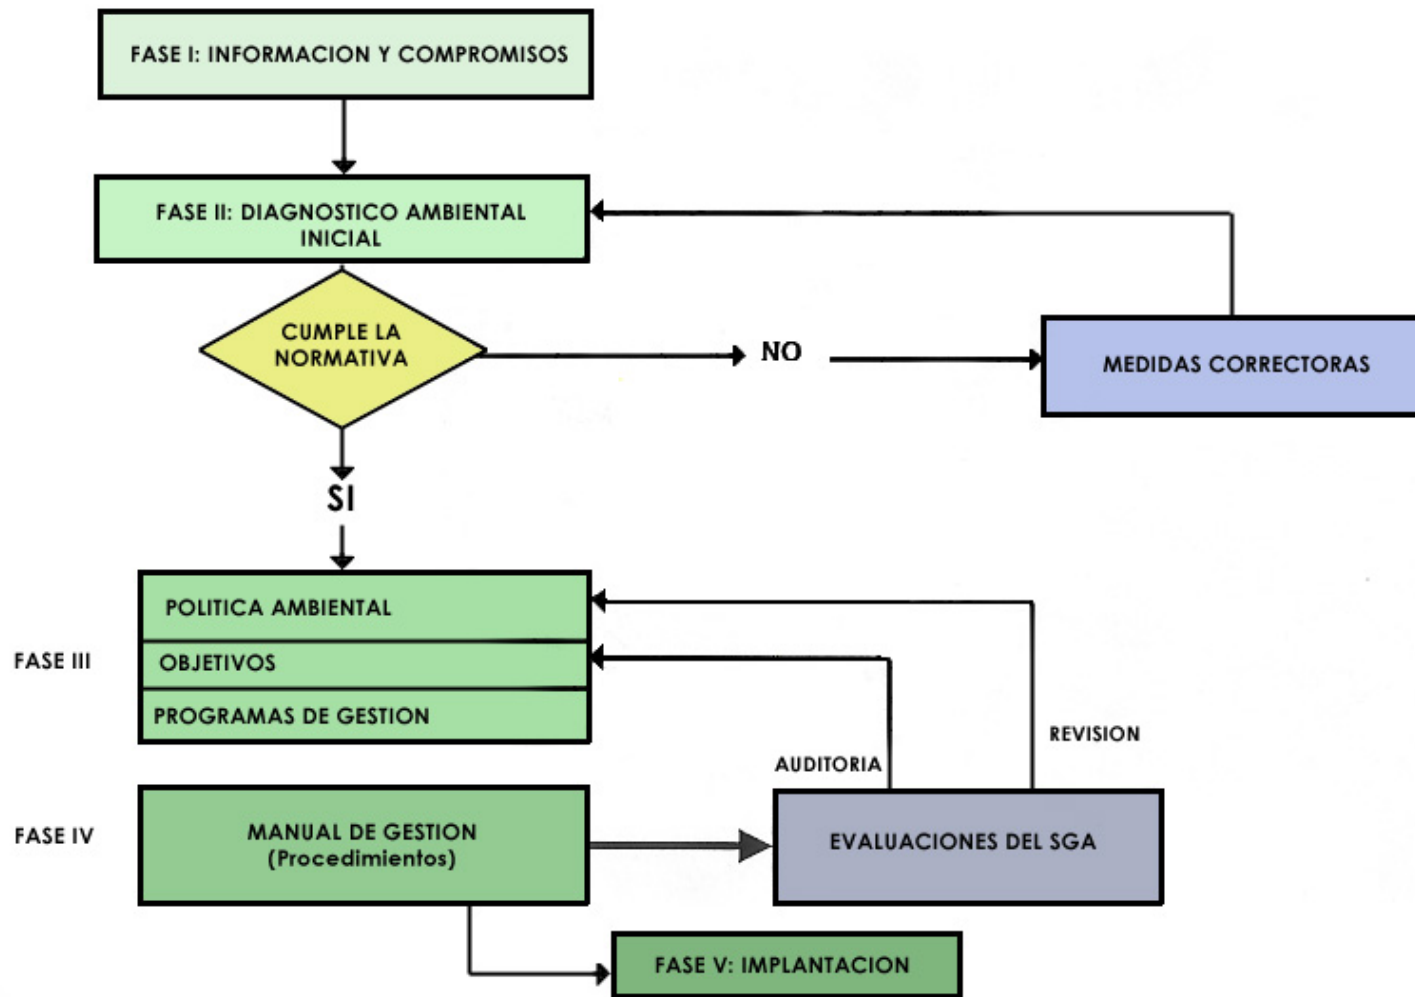 FASE I: INFORMACION Y COMPROMISOS
FASE II: DIAGNOSTICO AMBIENTAL
INICIAL
CUMPLE LA
NORMATIVA
NO
MEDIDAS CORRECTORAS
SI
POLITICA AMBIENTAL
FASE III
OBJETIVOS
PROGRAMAS DE GESTION
REVISION
AUDITORIA
FASE IV
MANUAL DE GESTION
(Procedimientos)
EVALUACIONES DEL SGA
FASE V: IMPLANTACION